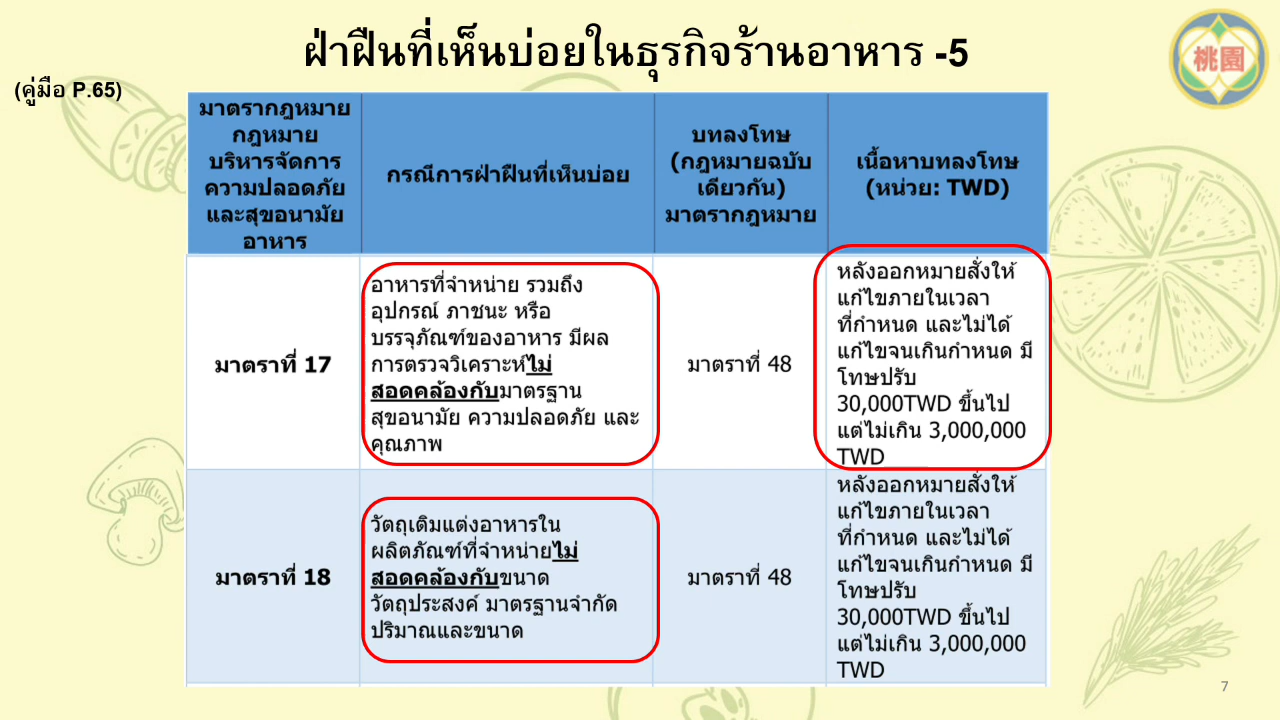 ฝ่าฝืนที่เห็นบ่อยในธุรกิจร้านอาหาร -5
桃園
(คู่มือ P.65)
มาตรากฎหมาย
กฎหมาย
บริหารจัดการ
ความปลอดภัย
และสุขอนามัย
อาหาร
กรณีการฝ่าฝืนที่เห็นบ่อย
บทลงโทษ
(กฎหมายฉบับ
เดียวกัน)
มาตรากฎหมาย
เนื้อหาบทลงโทษ
(หน่วย: TWD)
มาตราที่ 17
อาหารที่จำหน่าย รวมถึง
อุปกรณ์ ภาชนะ หรือ
บรรจุภัณฑ์ของอาหาร มีผล
การตรวจวิเคราะห์ไม่
สอดคล้องกับมาตรฐาน
สุขอนามัย ความปลอดภัย และ
คุณภาพ
มาตราที่ 48
หลังออกหมายสั่งให้
แก้ไขภายในเวลา
ที่กำหนด และไม่ได้
แก้ไขจนเกินกำหนด มี
โทษปรับ
30,000TWD ขึ้นไป
แต่ไม่เกิน 3,000,000
TWD
มาตราที่ 18
วัตถุเติมแต่งอาหารใน
ผลิตภัณฑ์ที่จำหน่ายไม่
สอดคล้องกับขนาด
วัตถุประสงค์ มาตรฐานจำกัด
ปริมาณและขนาด
มาตราที่ 48
หลังออกหมายสั่งให้
แก้ไขภายในเวลา
ที่กำหนด และไม่ได้
แก้ไขจนเกินกำหนด มี
โทษปรับ
30,000TWD ขึ้นไป
แต่ไม่เกิน 3,000,000
TWD
7